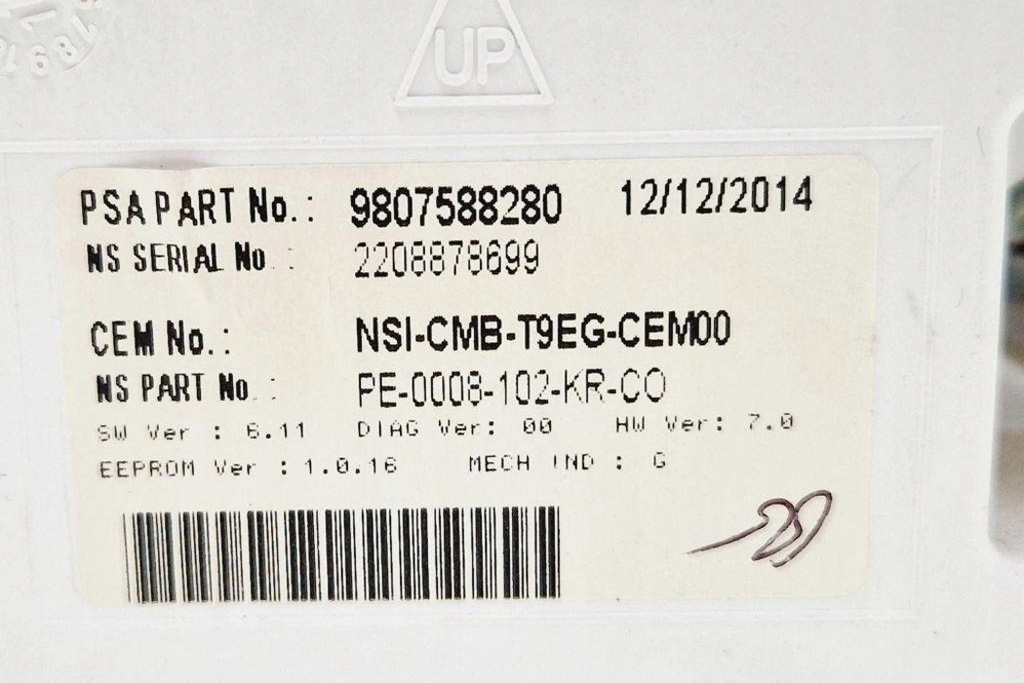 UP
PSA PART No.: 9807588280 12/12/2014
NS SERIAL No : 2208878699
CEM No.: NSI-CMB-T9EG-CEM00
NS PART No. : PE-0008-102-KR-CO
SW Ver : 6.11 DIAG Ver: 00 HW Ver: 7.0
EEPROM Ver : 1.0.16 MECH IND : G